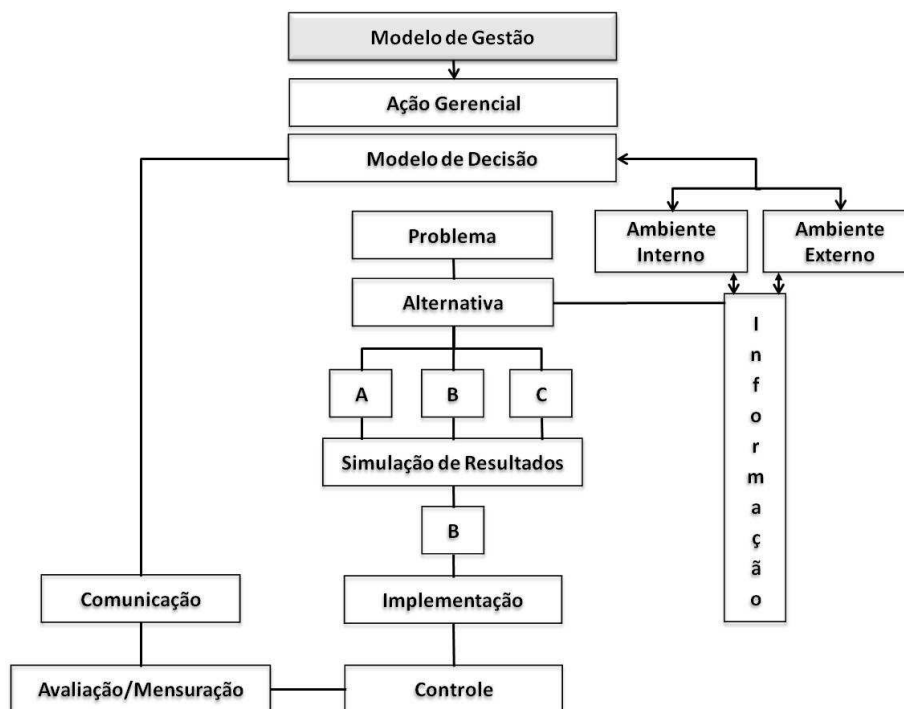 Modelo de Gestão
Ação Gerencial
Modelo de Decisão
Problema
Ambiente
Interno
Ambiente
Externo
Alternativa
I
n
f
o
r
m
a
ç
ã
o
A
B
C
Simulação de Resultados
B
Comunicação
Implementação
Avaliação/Mensuração
Controle